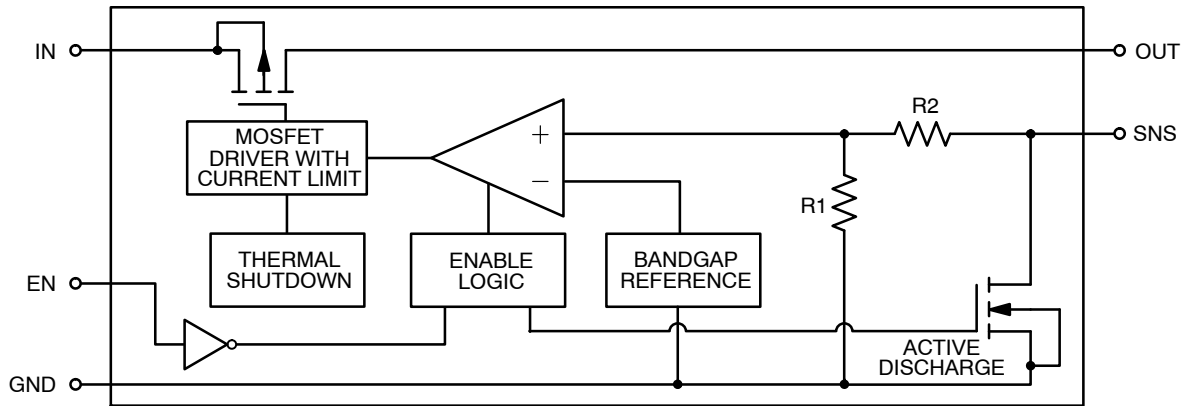 IN
OUT
R2
MOSFET
DRIVER WITH
CURRENT LIMIT
+
−
SNS
R1
THERMAL
SHUTDOWN
ENABLE
LOGIC
BANDGAP
REFERENCE
EN
ACTIVE
DISCHARGE
GND